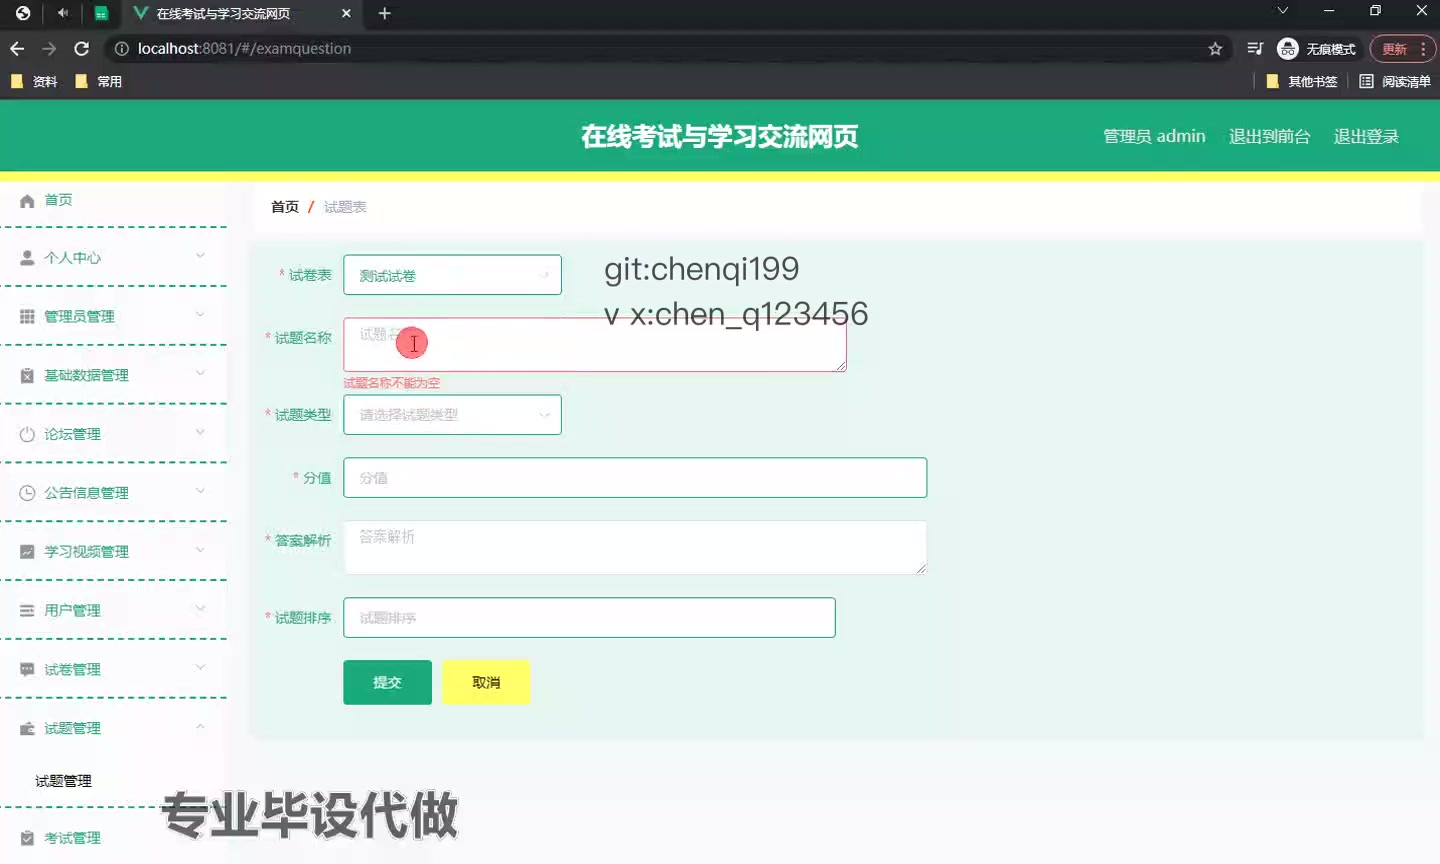 在线考试与学习交流网页
localhost:8081/#/examquestion
无痕模式
更新
资料
常用
其他书签
阅读清单
在线考试与学习交流网页
管理员 admin
退出到前台
退出登录
首页
个人中心
管理员管理
基础数据管理
论坛管理
公告信息管理
学习视频管理
用户管理
试卷管理
试题管理
试题管理
考试管理
首页 / 试题表
* 试卷表
测试试卷
git:chenqi199
v x:chen_q123456
* 试题名称
试题名
试题名称不能为空
* 试题类型
请选择试题类型
* 分值
分值
* 答案解析
答案解析
* 试题排序
试题排序
提交
取消
专业毕设代做